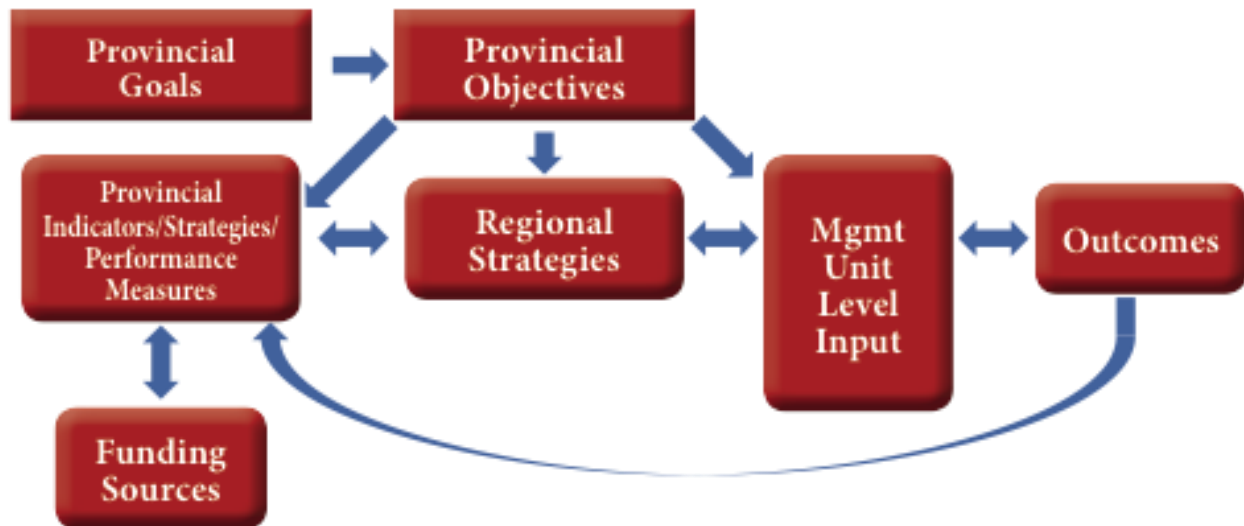 Provincial
Goals
Provincial
Objectives
Provincial
Indicators/Strategies/
Performance
Measures
Regional
Strategies
Mgmt
Unit
Level
Input
Outcomes
Funding
Sources